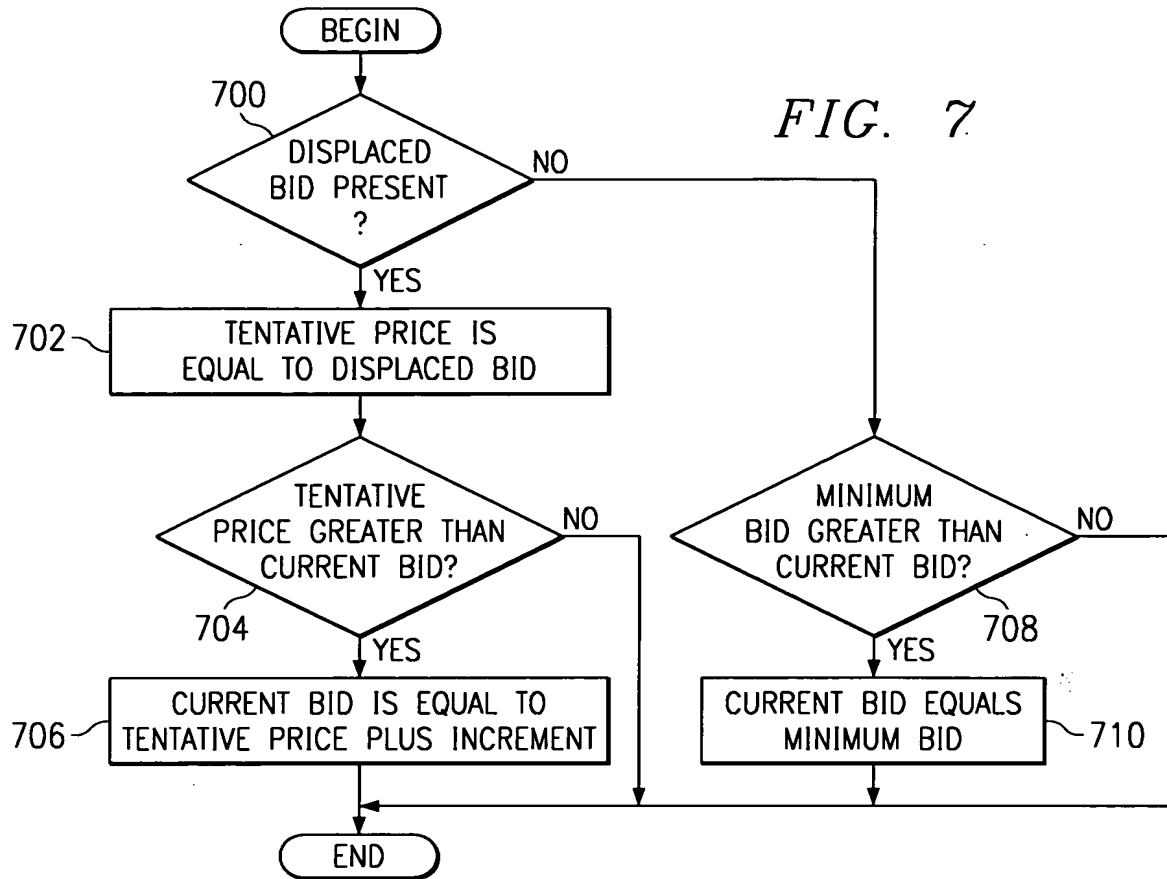 BEGIN
FIG. 7
700
DISPLACED
BID PRESENT
?
NO
YES
702
TENTATIVE PRICE IS
EQUAL TO DISPLACED BID
TENTATIVE
PRICE GREATER THAN
CURRENT BID?
NO
704
YES
MINIMUM
BID GREATER THAN
CURRENT BID?
NO
708
YES
706
CURRENT BID IS EQUAL TO
TENTATIVE PRICE PLUS INCREMENT
CURRENT BID EQUALS
MINIMUM BID
710
END